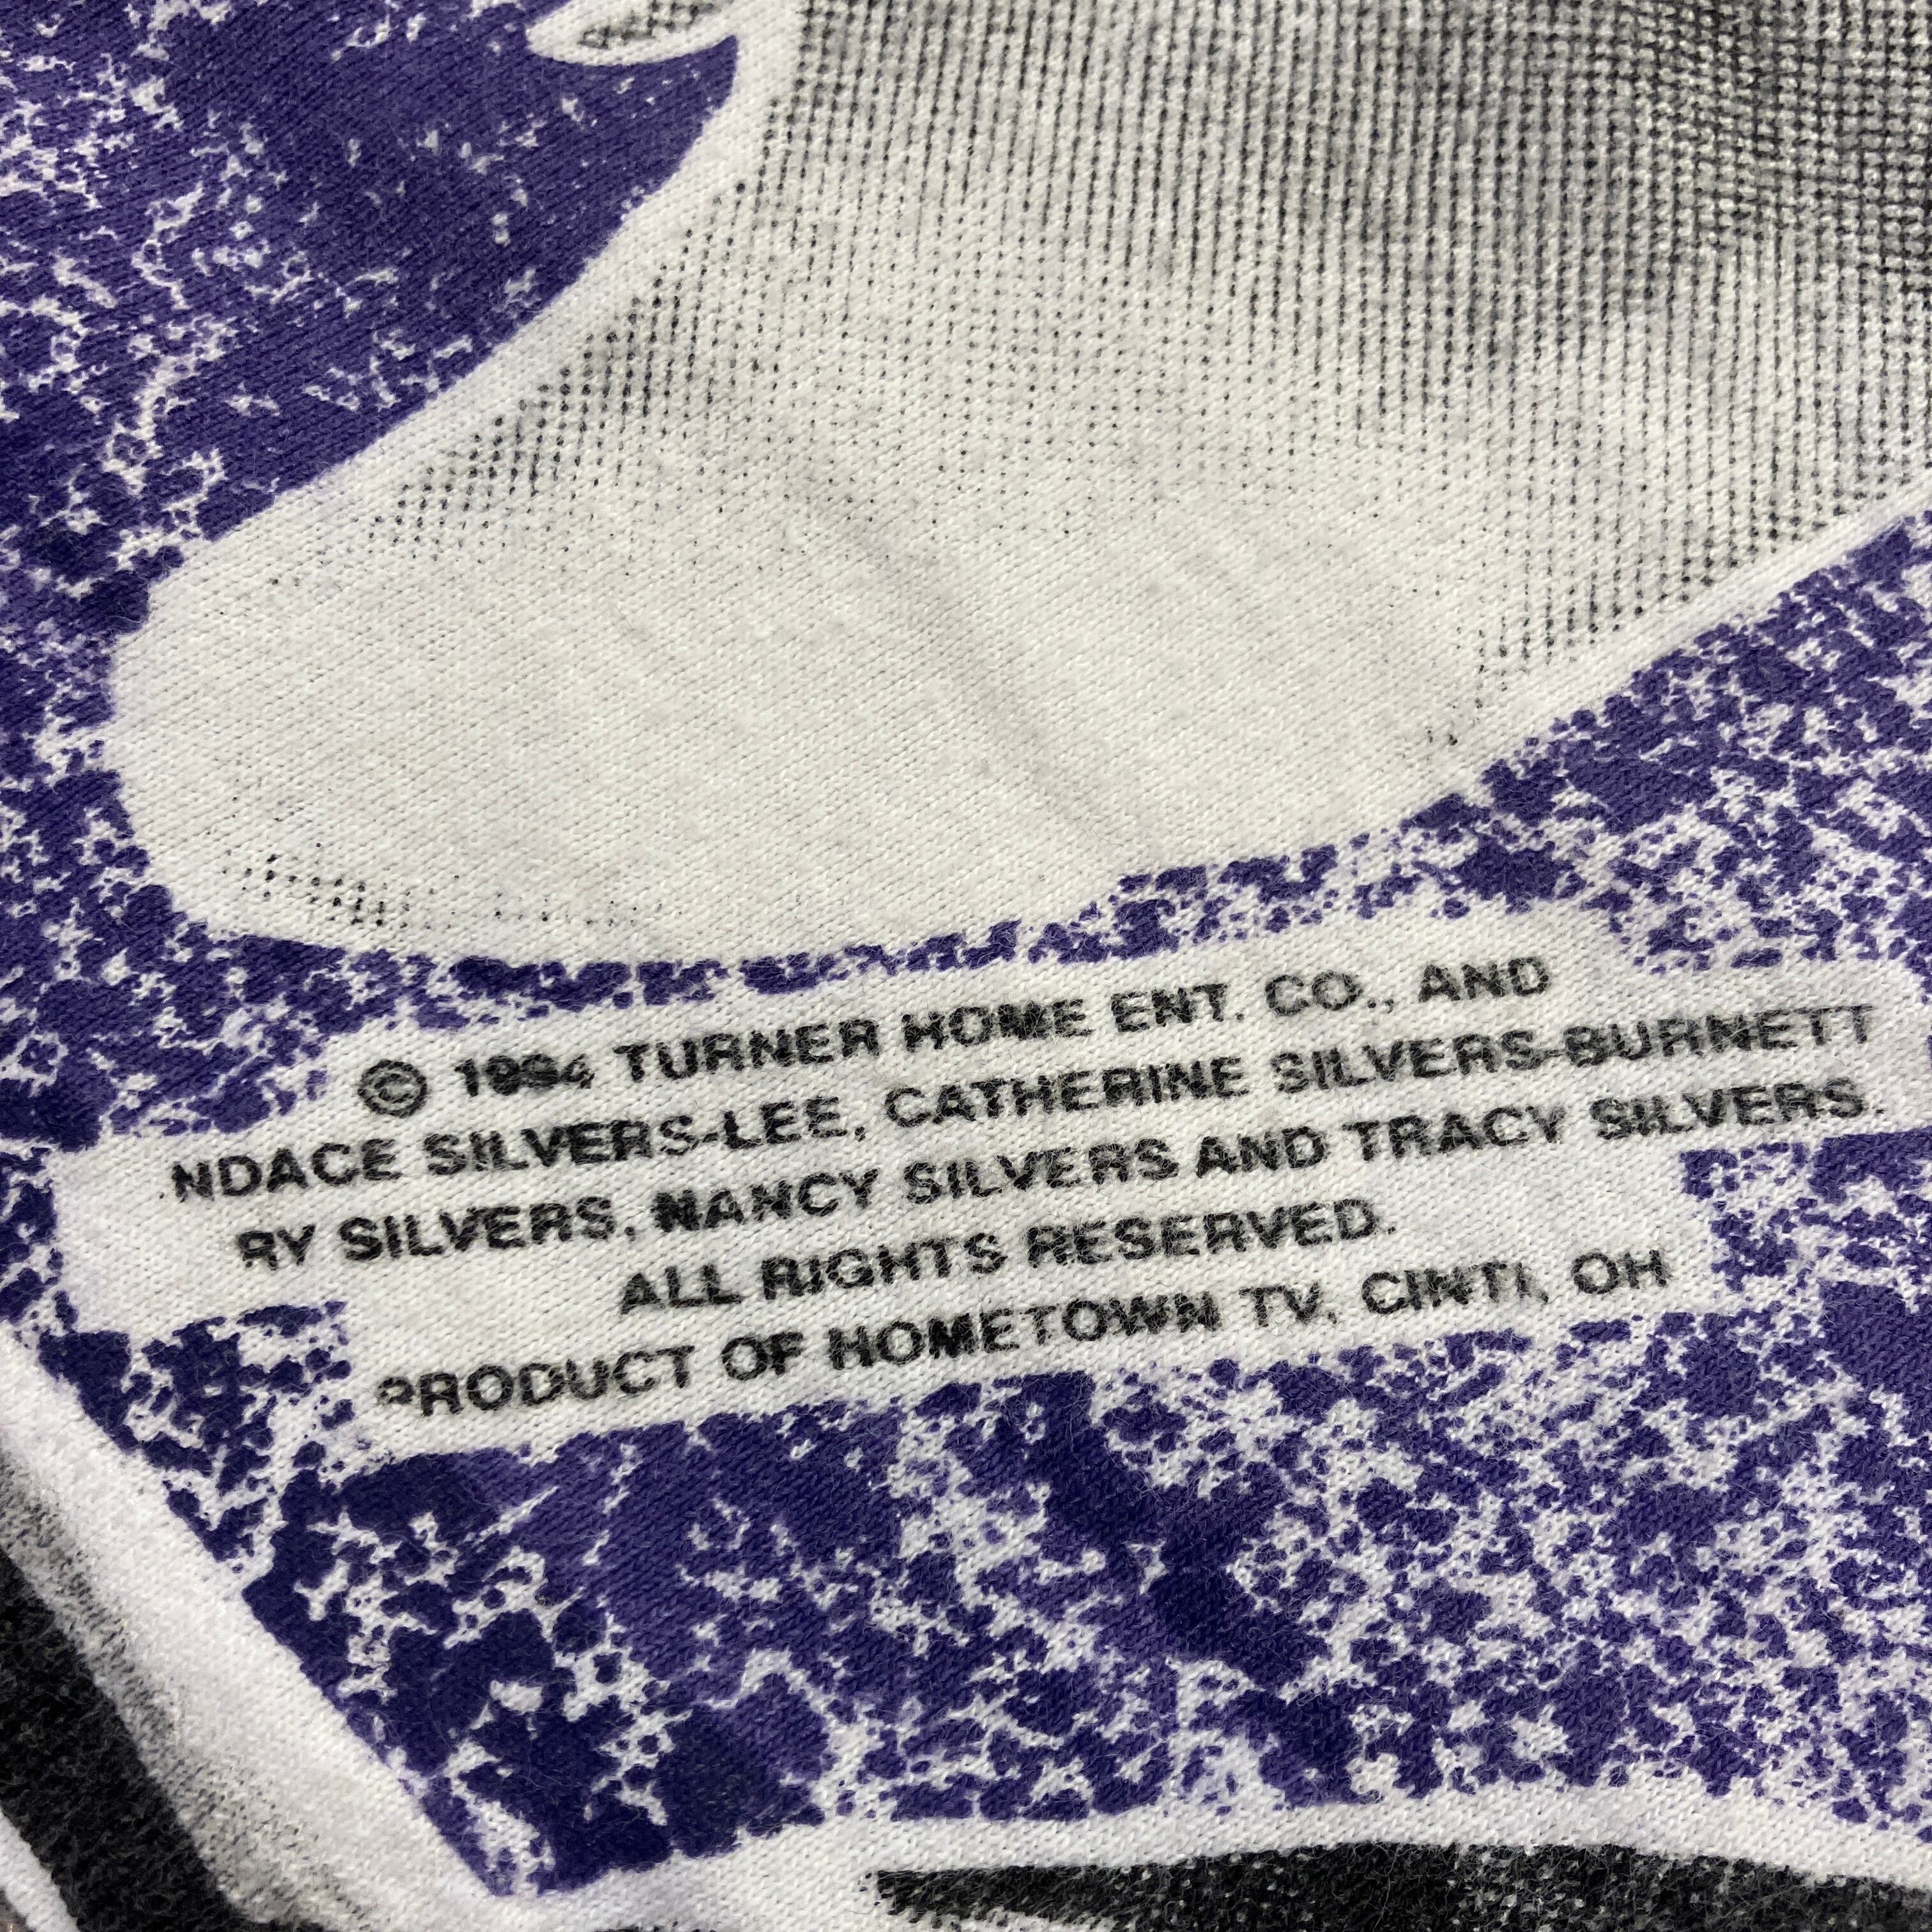 © 1994 TURNER HOME ENT. CO., AND
NDACE SILVERS-LEE, CATHERINE SILVERS-BURNETT
RY SILVERS, NANCY SILVERS AND TRACY SILVERS.
ALL RIGHTS RESERVED.
PRODUCT OF HOMETOWN TV, CINTI, OH